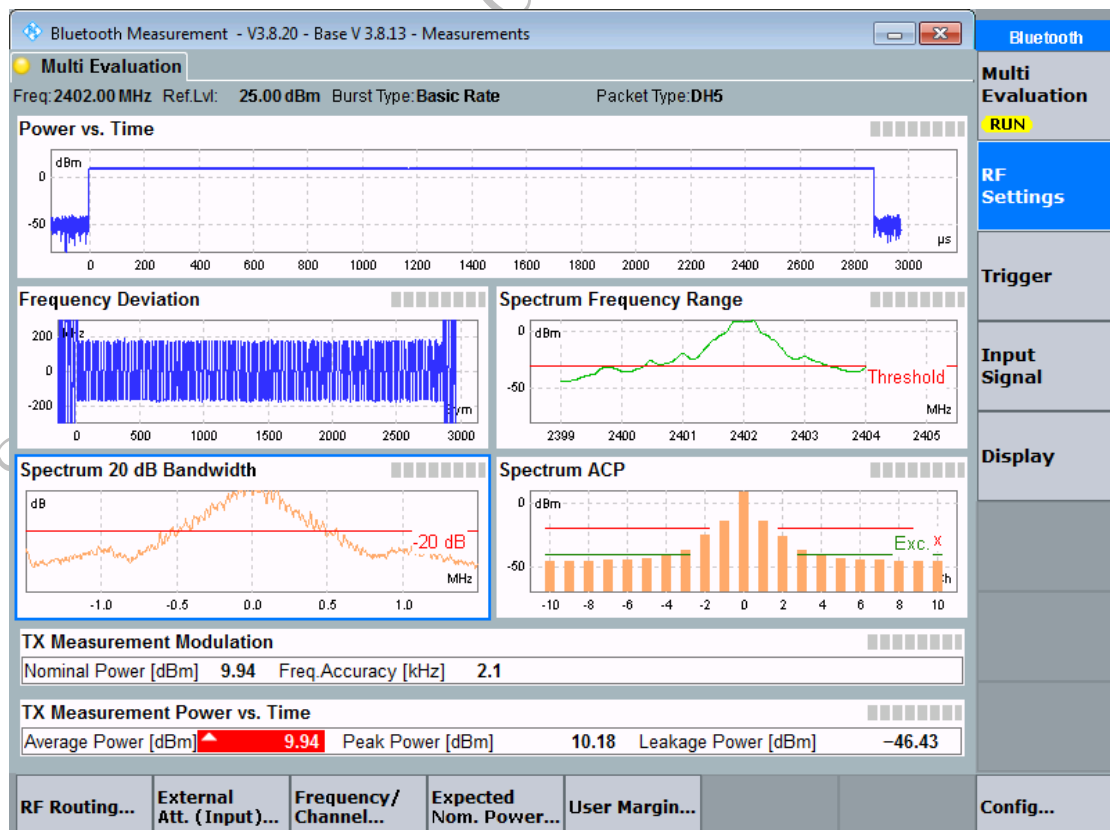 Bluetooth Measurement - V3.8.20 - Base V 3.8.13 - Measurements
Bluetooth
Multi Evaluation
Multi
Evaluation
RUN
Freq: 2402.00 MHz Ref.Lvl: 25.00 dBm Burst Type: Basic Rate Packet Type: DH5
Power vs. Time
dBm
0
-50
µs
0 200 400 600 800 1000 1200 1400 1600 1800 2000 2200 2400 2600 2800 3000
RF
Settings
Trigger
Frequency Deviation
200
0
-200
0 500 1000 1500 2000 2500 3000
Spectrum Frequency Range
0 dBm
-50
Threshold
MHz
2399 2400 2401 2402 2403 2404 2405
Input
Signal
Display
Spectrum 20 dB Bandwidth
dB
-20 dB
MHz
-1.0 -0.5 0.0 0.5 1.0
Spectrum ACP
0 dBm
-50
Exc. x
-10 -8 -6 -4 -2 0 2 4 6 8 10
TX Measurement Modulation
Nominal Power [dBm] 9.94 Freq.Accuracy [kHz] 2.1
TX Measurement Power vs. Time
Average Power [dBm] 9.94 Peak Power [dBm] 10.18 Leakage Power [dBm] −46.43
RF Routing...
External
Att. (Input)...
Frequency/
Channel...
Expected
Nom. Power...
User Margin...
Config...